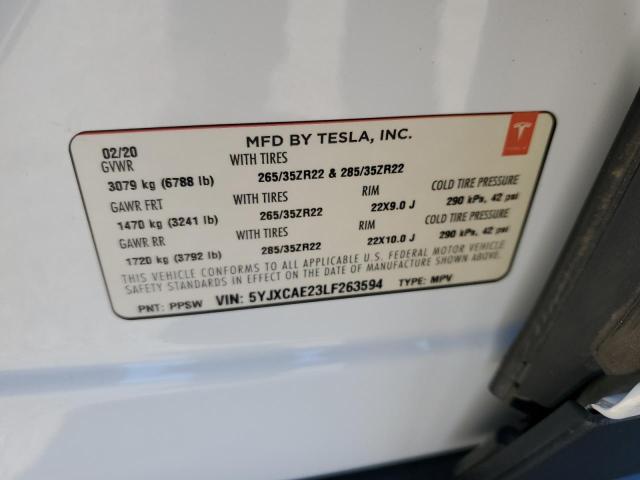 MFD BY TESLA, INC.
02/20
GVWR WITH TIRES
3079 kg (6788 lb) 265/35ZR22 & 285/35ZR22
GAWR FRT WITH TIRES RIM COLD TIRE PRESSURE
1470 kg (3241 lb) 265/35ZR22 22X9.0 J 290 kPa, 42 psi
GAWR RR WITH TIRES RIM COLD TIRE PRESSURE
1720 kg (3792 lb) 285/35ZR22 22X10.0 J 290 kPa, 42 psi
THIS VEHICLE CONFORMS TO ALL APPLICABLE U.S. FEDERAL MOTOR VEHICLE
SAFETY STANDARDS IN EFFECT ON THE DATE OF MANUFACTURE SHOWN ABOVE.
PNT: PPSW VIN: 5YJXCAE23LF263594 TYPE: MPV
TESLA